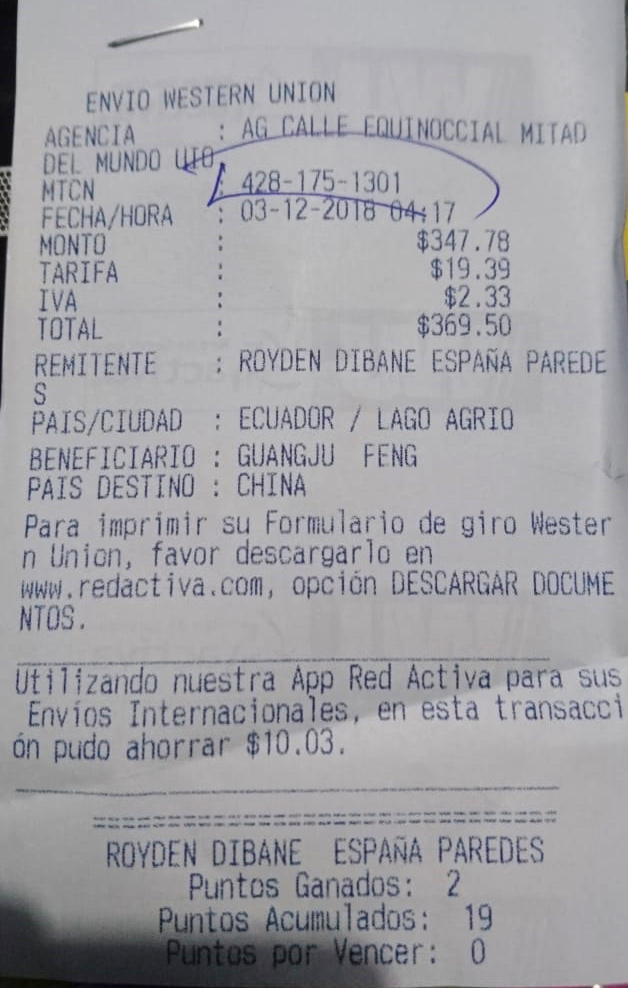 ENVIO WESTERN UNION
AGENCIA : AG CALLE EQUINOCCIAL MITAD
DEL MUNDO UIO
MTCN : 428-175-1301
FECHA/HORA : 03-12-2018 04:17
MONTO : $347.78
TARIFA : $19.39
IVA : $2.33
TOTAL : $369.50
REMITENTE : ROYDEN DIBANE ESPAÑA PAREDE
S
PAIS/CIUDAD : ECUADOR / LAGO AGRIO
BENEFICIARIO : GUANGJU FENG
PAIS DESTINO : CHINA
Para imprimir su Formulario de giro Wester
n Union, favor descargarlo en
www.redactiva.com, opción DESCARGAR DOCUME
NTOS.
Utilizando nuestra App Red Activa para sus
Envíos Internacionales, en esta transacci
ón pudo ahorrar $10.03.
ROYDEN DIBANE ESPAÑA PAREDES
Puntos Ganados: 2
Puntos Acumulados: 19
Puntos por Vencer: 0